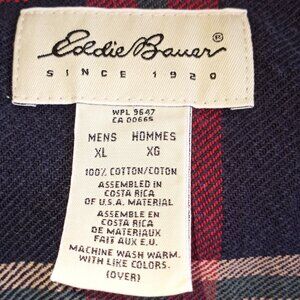 Eddie Bauer®
SINCE 1920
WPL 9647
CA 00665
MENS HOMMES
XL XG
100% COTTON/COTON
ASSEMBLED IN
COSTA RICA
OF U.S.A. MATERIAL
ASSEMBLE EN
COSTA RICA
DE MATERIAUX
FAIT AUX E.U.
MACHINE WASH WARM.
WITH LIKE COLORS.
(OVER)